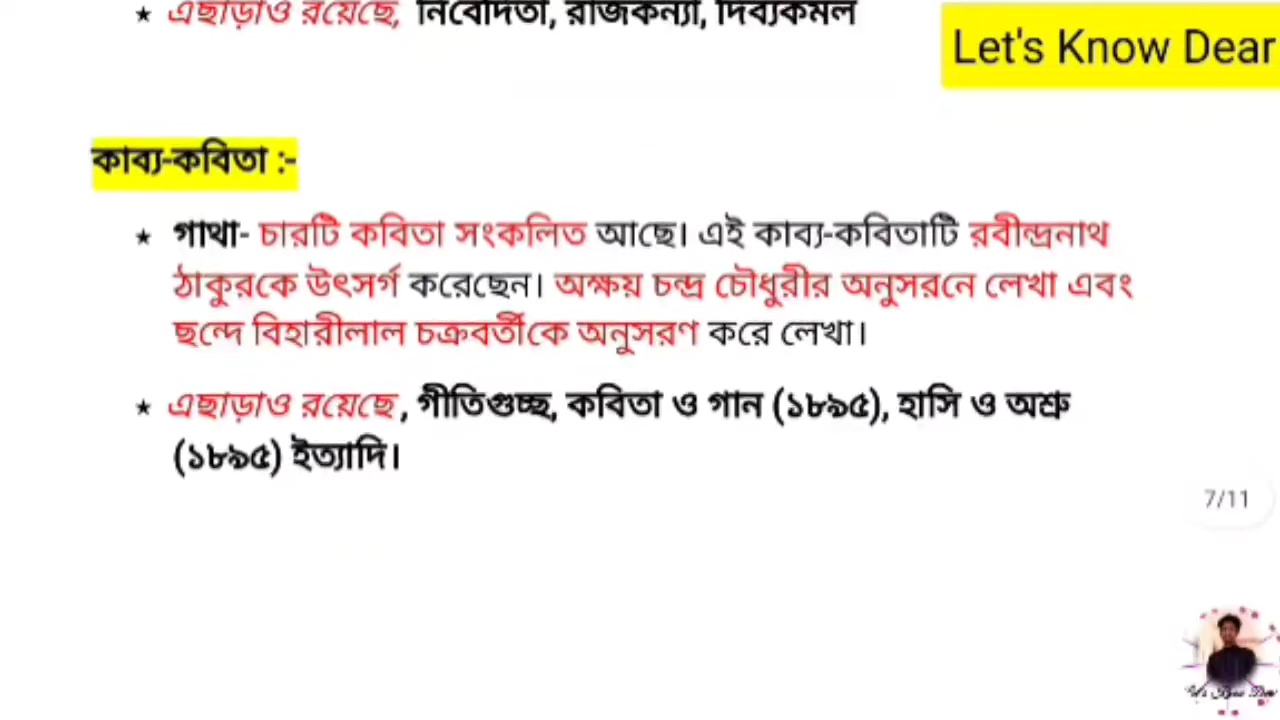 ★ এছাড়াও রয়েছে, নিবেদিতা, রাজকন্যা, দিব্যকমল
Let's Know Dear
কাব্য-কবিতা :-
★ গাথা- চারটি কবিতা সংকলিত আছে। এই কাব্য-কবিতাটি রবীন্দ্রনাথ
ঠাকুরকে উৎসর্গ করেছেন। অক্ষয় চন্দ্র চৌধুরীর অনুসরনে লেখা এবং
ছন্দে বিহারীলাল চক্রবর্তীকে অনুসরণ করে লেখা।
★ এছাড়াও রয়েছে, গীতিগুচ্ছ, কবিতা ও গান (১৮৯৫), হাসি ও অশ্রু
(১৮৯৫) ইত্যাদি।
7/11